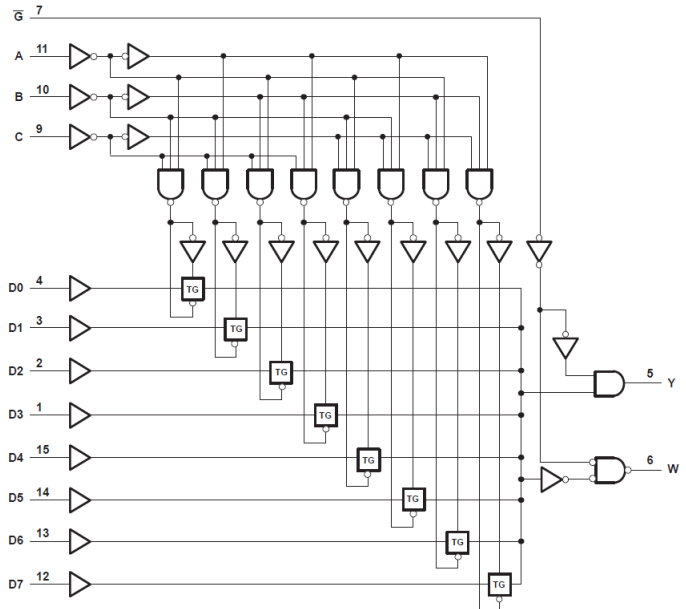 G̅ 7
A 11
B 10
C 9
D0 4
TG
D1 3
TG
D2 2
TG
5 Y
D3 1
TG
D4 15
TG
6 W
D5 14
TG
D6 13
TG
D7 12
TG